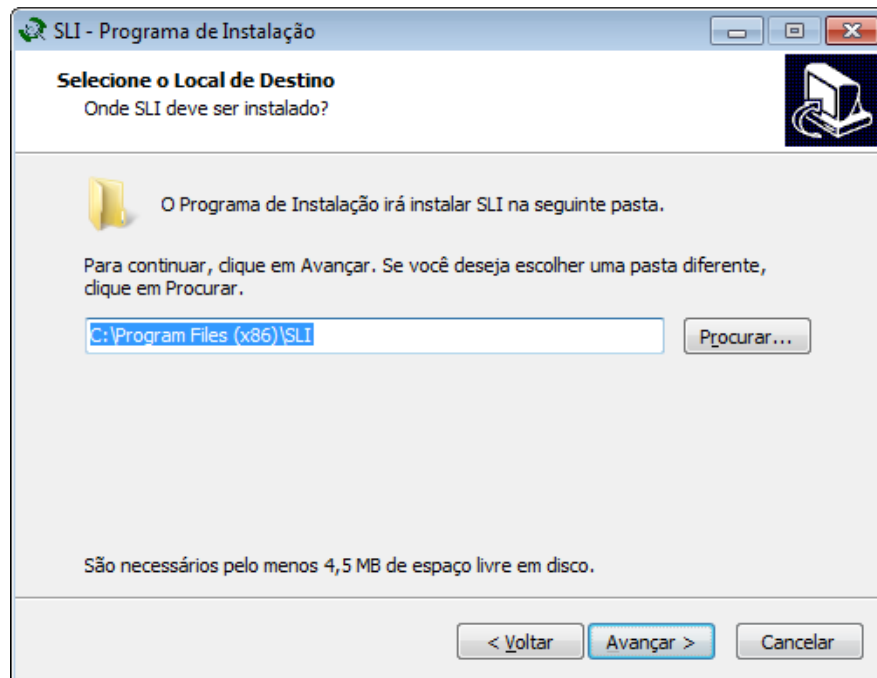 SLI - Programa de Instalação
Selecione o Local de Destino
Onde SLI deve ser instalado?
O Programa de Instalação irá instalar SLI na seguinte pasta.
Para continuar, clique em Avançar. Se você deseja escolher uma pasta diferente,
clique em Procurar.
C:\Program Files (x86)\SLI
Procurar...
São necessários pelo menos 4,5 MB de espaço livre em disco.
< Voltar
Avançar >
Cancelar